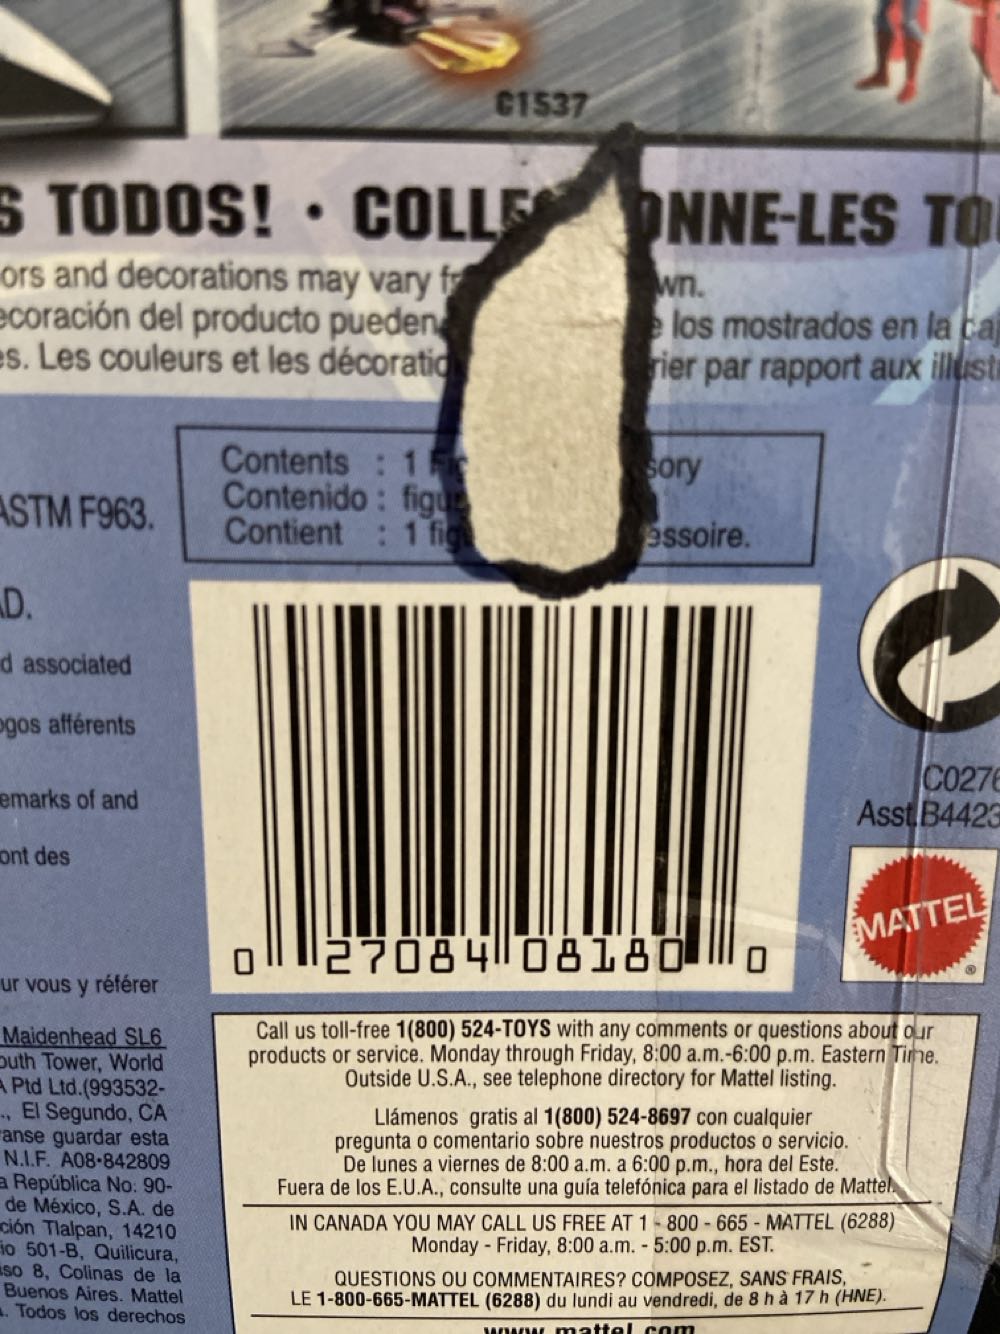 G1537
S TODOS! • COLLE ONNE-LES TO
ors and decorations may vary fr wn.
ecoración del producto pueden e los mostrados en la caj
es. Les couleurs et les décoratio rier par rapport aux illust
Contents : 1 Fig sory
Contenido : figu
Contient : 1 fig essoire.
ASTM F963.
AD.
d associated
ogos afférents
emarks of and
ont des
ur vous y référer
Maidenhead SL6
outh Tower, World
A Ptd Ltd.(993532-
., El Segundo, CA
anse guardar esta
N.I.F. A08•842809
a República No. 90-
de México, S.A. de
ción Tlalpan, 14210
io 501-B, Quilicura,
so 8, Colinas de la
Buenos Aires. Mattel
. Todos los derechos
0 27084 08180 0
C0276
Asst.B4423
MATTEL
®
Call us toll-free 1(800) 524-TOYS with any comments or questions about our
products or service. Monday through Friday, 8:00 a.m.-6:00 p.m. Eastern Time.
Outside U.S.A., see telephone directory for Mattel listing.
Llámenos gratis al 1(800) 524-8697 con cualquier
pregunta o comentario sobre nuestros productos o servicio.
De lunes a viernes de 8:00 a.m. a 6:00 p.m., hora del Este.
Fuera de los E.U.A., consulte una guía telefónica para el listado de Mattel.
IN CANADA YOU MAY CALL US FREE AT 1 - 800 - 665 - MATTEL (6288)
Monday - Friday, 8:00 a.m. - 5:00 p.m. EST.
QUESTIONS OU COMMENTAIRES? COMPOSEZ, SANS FRAIS,
LE 1-800-665-MATTEL (6288) du lundi au vendredi, de 8 h à 17 h (HNE).
www.mattel.com